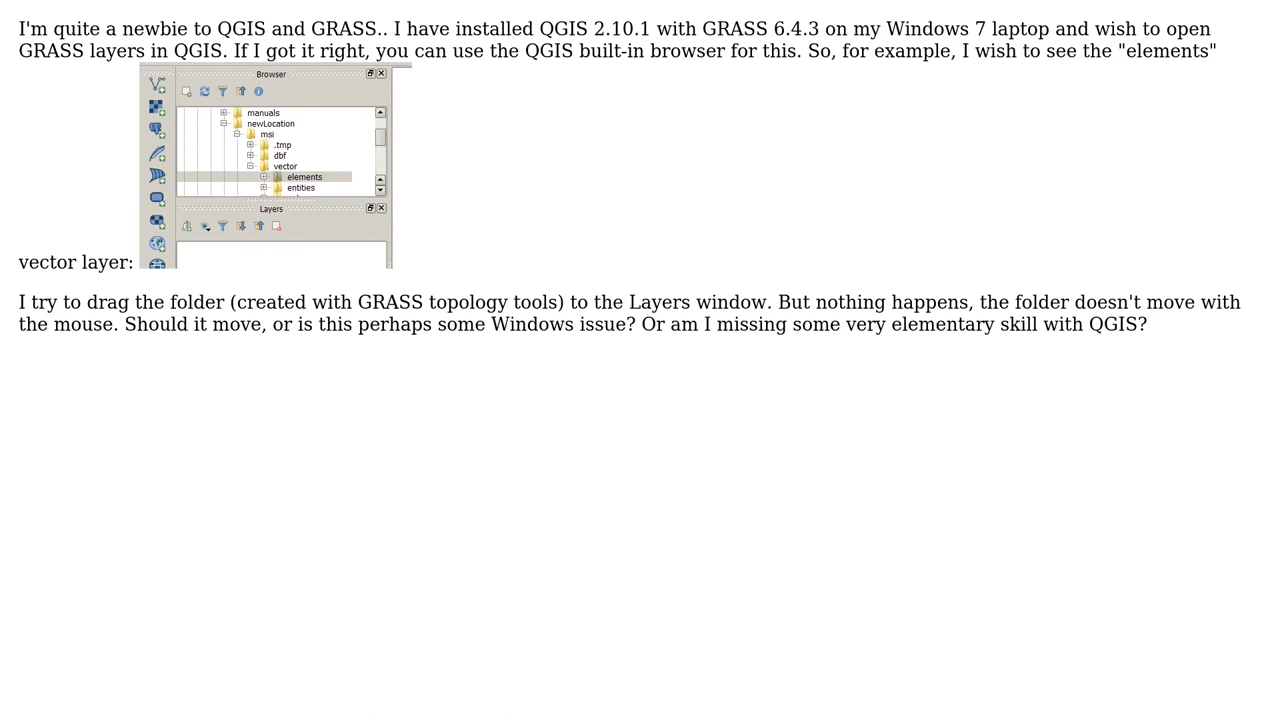 I'm quite a newbie to QGIS and GRASS.. I have installed QGIS 2.10.1 with GRASS 6.4.3 on my Windows 7 laptop and wish to open
GRASS layers in QGIS. If I got it right, you can use the QGIS built-in browser for this. So, for example, I wish to see the "elements"
Browser
manuals
newLocation
msi
.tmp
dbf
vector
elements
entities
Layers
vector layer:
I try to drag the folder (created with GRASS topology tools) to the Layers window. But nothing happens, the folder doesn't move with
the mouse. Should it move, or is this perhaps some Windows issue? Or am I missing some very elementary skill with QGIS?